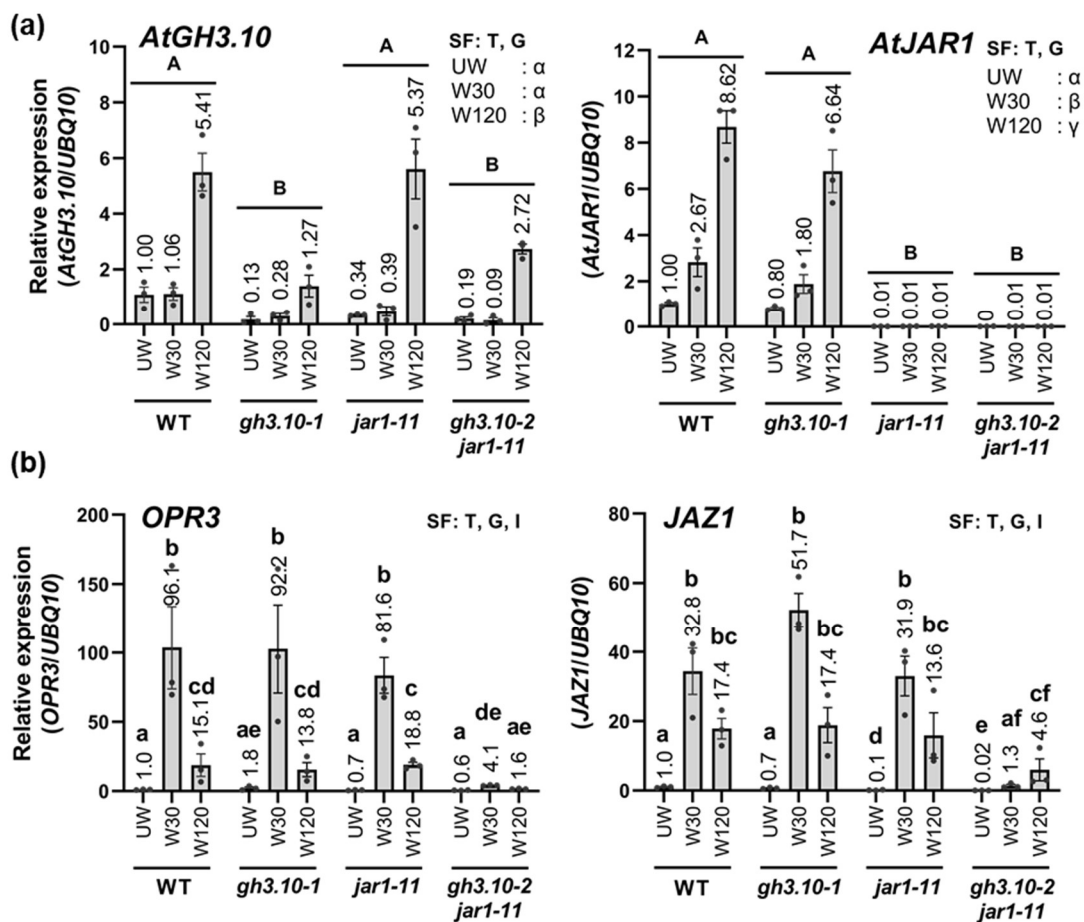 (a)
AtGH3.10
SF: T, G
UW : α
W30 : α
W120 : β
Relative expression
(AtGH3.10/UBQ10)
10
8
6
4
2
0
A
B
A
B
1.00
1.06
5.41
0.13
0.28
1.27
0.34
0.39
5.37
0.19
0.09
2.72
UW
W30
W120
UW
W30
W120
UW
W30
W120
UW
W30
W120
WT
gh3.10-1
jar1-11
gh3.10-2
jar1-11
AtJAR1
SF: T, G
UW : α
W30 : β
W120 : γ
(AtJAR1/UBQ10)
12
10
8
6
4
2
0
A
A
B
B
1.00
2.67
8.62
0.80
1.80
6.64
0.01
0.01
0.01
0
0.01
0.01
UW
W30
W120
UW
W30
W120
UW
W30
W120
UW
W30
W120
WT
gh3.10-1
jar1-11
gh3.10-2
jar1-11
(b)
OPR3
SF: T, G, I
Relative expression
(OPR3/UBQ10)
200
150
100
50
0
a
b
cd
ae
b
cd
a
b
c
a
de
ae
1.0
96.1
15.1
1.8
92.2
13.8
0.7
81.6
18.8
0.6
4.1
1.6
UW
W30
W120
UW
W30
W120
UW
W30
W120
UW
W30
W120
WT
gh3.10-1
jar1-11
gh3.10-2
jar1-11
JAZ1
SF: T, G, I
(JAZ1/UBQ10)
80
60
40
20
0
a
b
bc
a
b
bc
d
b
bc
e
af
cf
1.0
32.8
17.4
0.7
51.7
17.4
0.1
31.9
13.6
0.02
1.3
4.6
UW
W30
W120
UW
W30
W120
UW
W30
W120
UW
W30
W120
WT
gh3.10-1
jar1-11
gh3.10-2
jar1-11